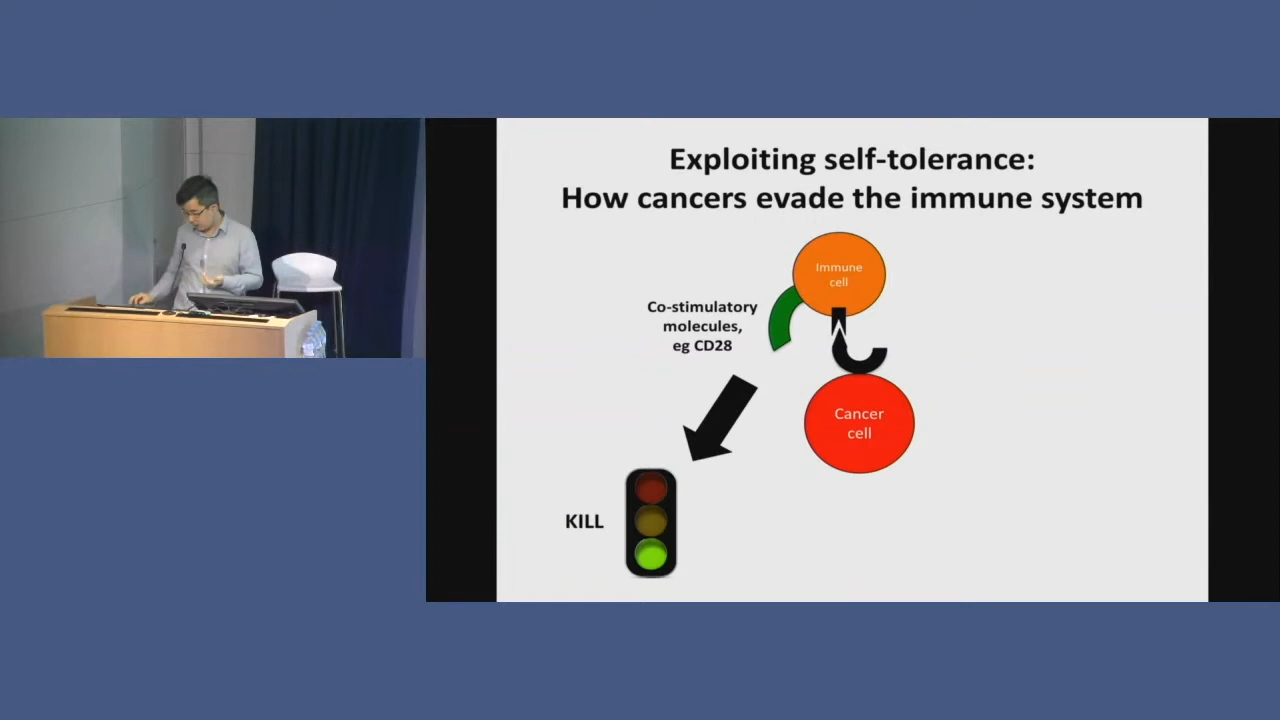 Exploiting self-tolerance:
How cancers evade the immune system
Immune
cell
Co-stimulatory
molecules,
eg CD28
Cancer
cell
KILL